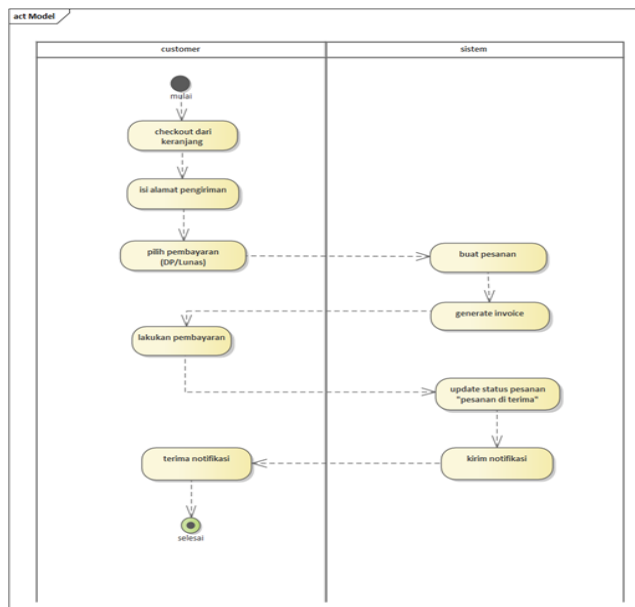 act Model
customer
sistem
mulai
checkout dari
keranjang
isi alamat pengiriman
pilih pembayaran
(DP/Lunas)
buat pesanan
generate invoice
lakukan pembayaran
update status pesanan
"pesanan di terima"
terima notifikasi
kirim notifikasi
selesai